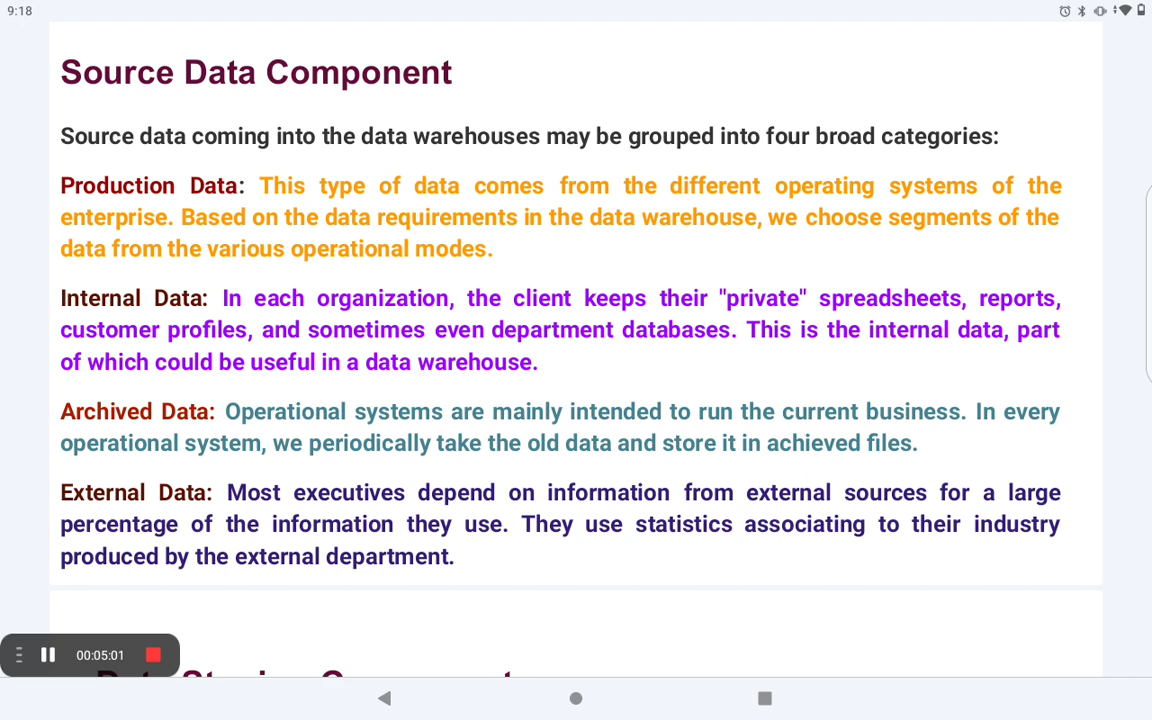 9:18
Source Data Component
Source data coming into the data warehouses may be grouped into four broad categories:
Production Data: This type of data comes from the different operating systems of the
enterprise. Based on the data requirements in the data warehouse, we choose segments of the
data from the various operational modes.
Internal Data: In each organization, the client keeps their "private" spreadsheets, reports,
customer profiles, and sometimes even department databases. This is the internal data, part
of which could be useful in a data warehouse.
Archived Data: Operational systems are mainly intended to run the current business. In every
operational system, we periodically take the old data and store it in achieved files.
External Data: Most executives depend on information from external sources for a large
percentage of the information they use. They use statistics associating to their industry
produced by the external department.
00:05:01